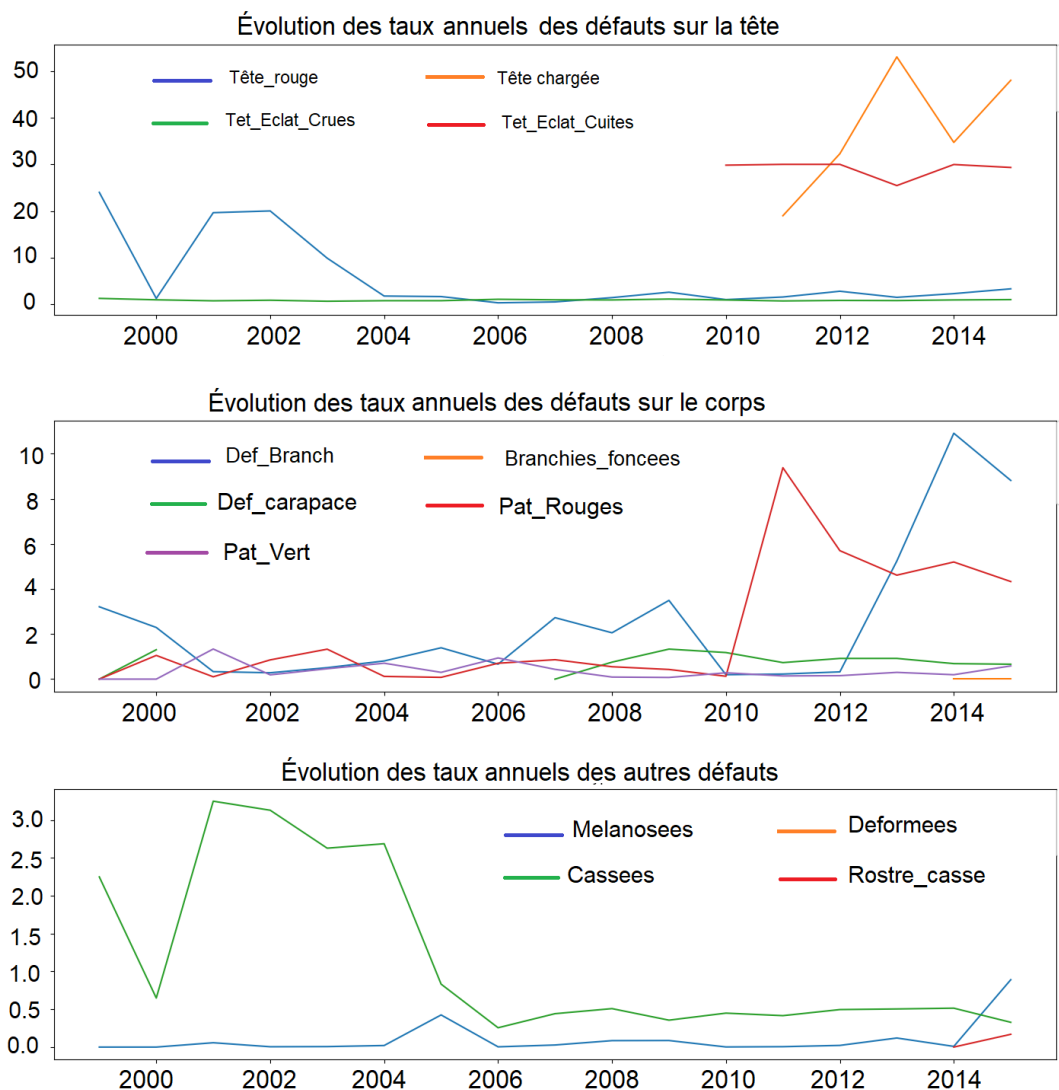 Évolution des taux annuels des défauts sur la tête
50
40
30
20
10
0
Tête_rouge
Tête chargée
Tet_Eclat_Crues
Tet_Eclat_Cuites
2000 2002 2004 2006 2008 2010 2012 2014
Évolution des taux annuels des défauts sur le corps
10
8
6
4
2
0
Def_Branch
Branchies_foncees
Def_carapace
Pat_Rouges
Pat_Vert
2000 2002 2004 2006 2008 2010 2012 2014
Évolution des taux annuels des autres défauts
3.0
2.5
2.0
1.5
1.0
0.5
0.0
Melanosees
Deformees
Cassees
Rostre_casse
2000 2002 2004 2006 2008 2010 2012 2014